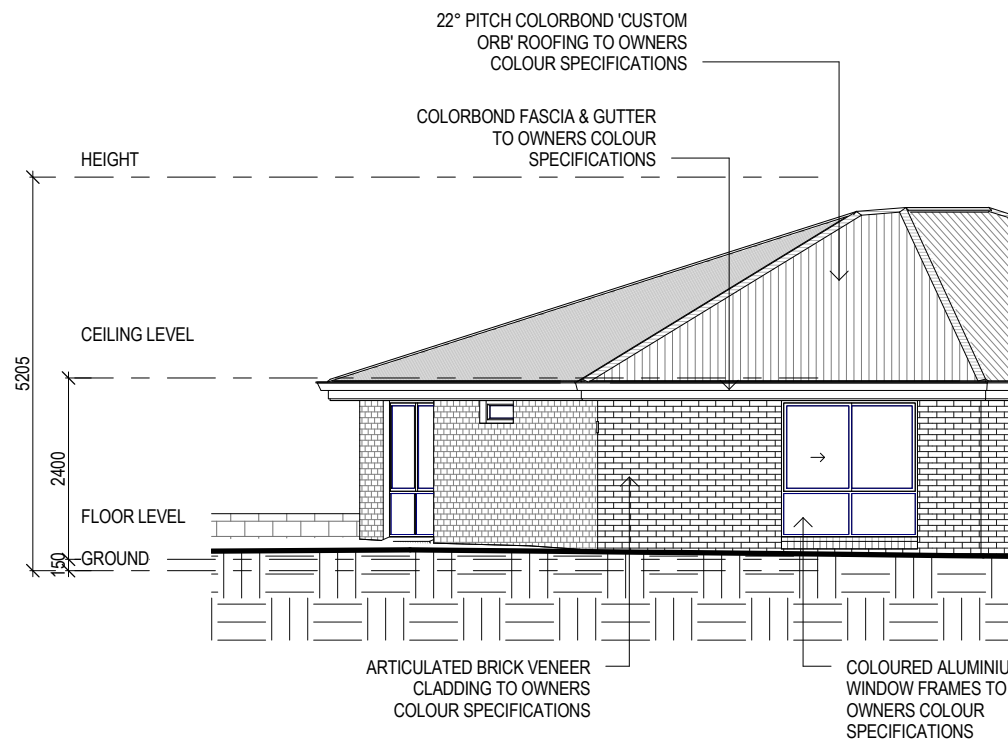 22° PITCH COLORBOND 'CUSTOM
ORB' ROOFING TO OWNERS
COLOUR SPECIFICATIONS
COLORBOND FASCIA & GUTTER
TO OWNERS COLOUR
SPECIFICATIONS
HEIGHT
CEILING LEVEL
5205
2400
FLOOR LEVEL
GROUND
150
ARTICULATED BRICK VENEER
CLADDING TO OWNERS
COLOUR SPECIFICATIONS
COLOURED ALUMINIU
WINDOW FRAMES TO
OWNERS COLOUR
SPECIFICATIONS